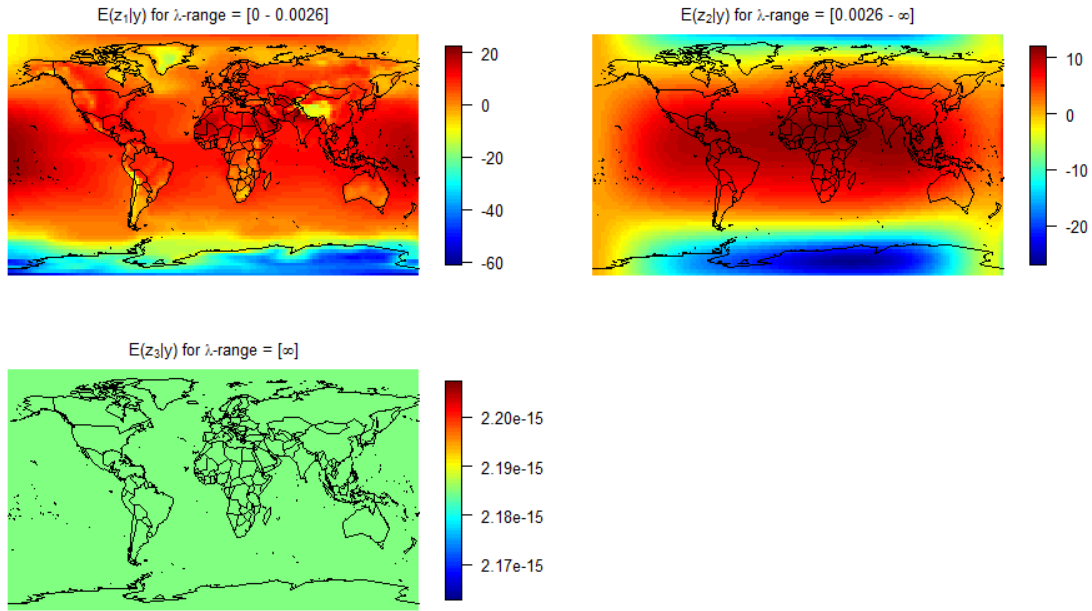 E(z₁|y) for λ-range = [0 - 0.0026]
20
0
-20
-40
-60
E(z₂|y) for λ-range = [0.0026 - ∞]
10
0
-10
-20
E(z₃|y) for λ-range = [∞]
2.20e-15
2.19e-15
2.18e-15
2.17e-15